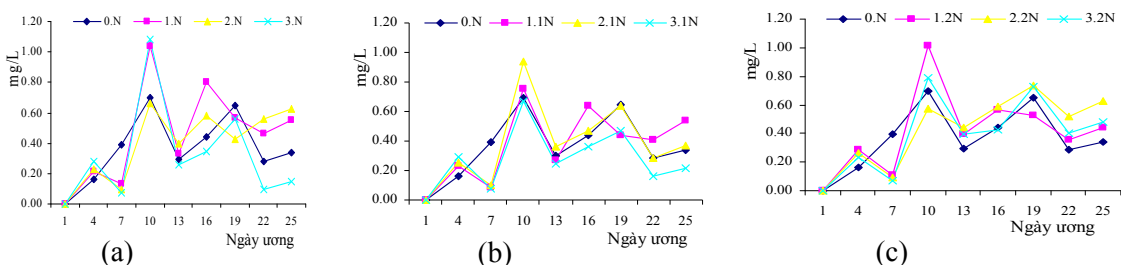 0.N 1.N 2.N 3.N
mg/L
1.20
1.00
0.80
0.60
0.40
0.20
0.00
1 4 7 10 13 16 19 22 25
Ngày ương
(a)
0.N 1.1N 2.1N 3.1N
mg/L
1.20
1.00
0.80
0.60
0.40
0.20
0.00
1 4 7 10 13 16 19 22 25
Ngày ương
(b)
0.N 1.2N 2.2N 3.2N
mg/L
1.20
1.00
0.80
0.60
0.40
0.20
0.00
1 4 7 10 13 16 19 22 25
Ngày ương
(c)